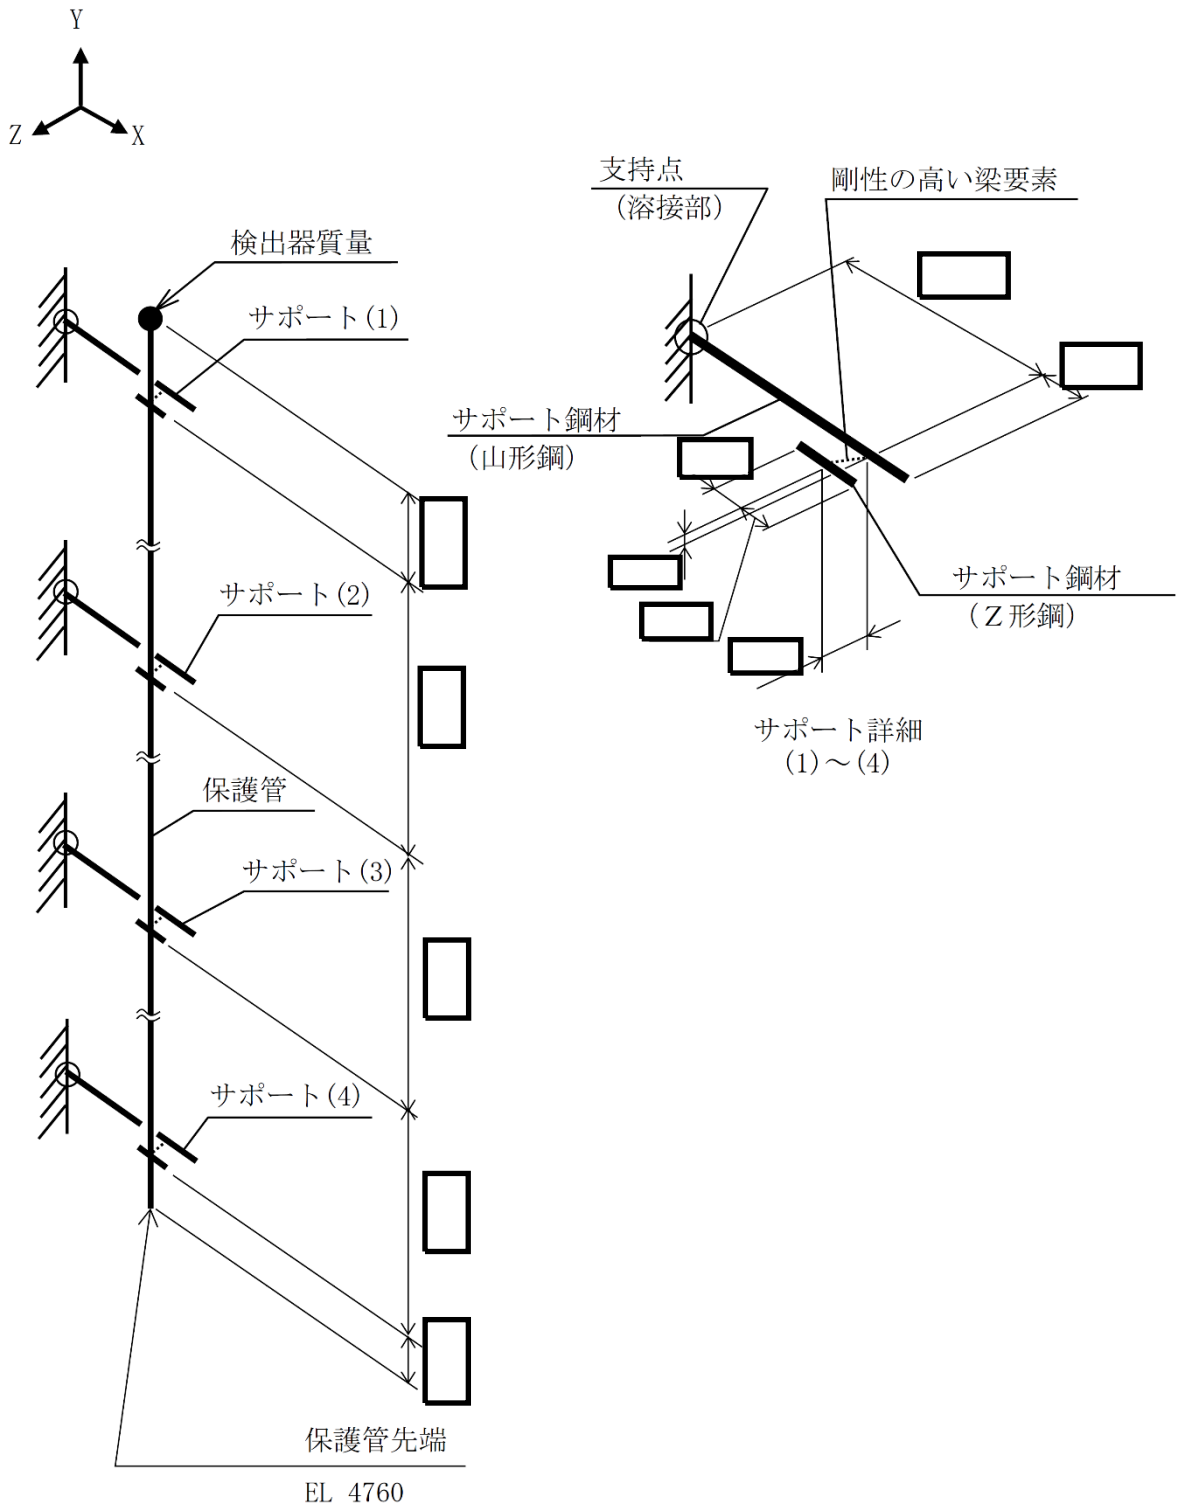 Y
Z
X
検出器質量
サポート(1)
サポート(2)
保護管
サポート(3)
サポート(4)
保護管先端
EL 4760
支持点
(溶接部)
剛性の高い梁要素
サポート鋼材
(山形鋼)
サポート鋼材
(Z形鋼)
サポート詳細
(1)～(4)